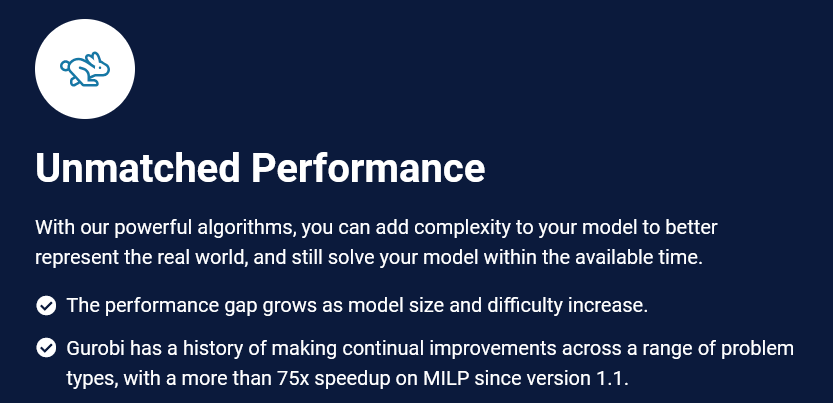 Unmatched Performance
With our powerful algorithms, you can add complexity to your model to better
represent the real world, and still solve your model within the available time.
The performance gap grows as model size and difficulty increase.
Gurobi has a history of making continual improvements across a range of problem
types, with a more than 75x speedup on MILP since version 1.1.